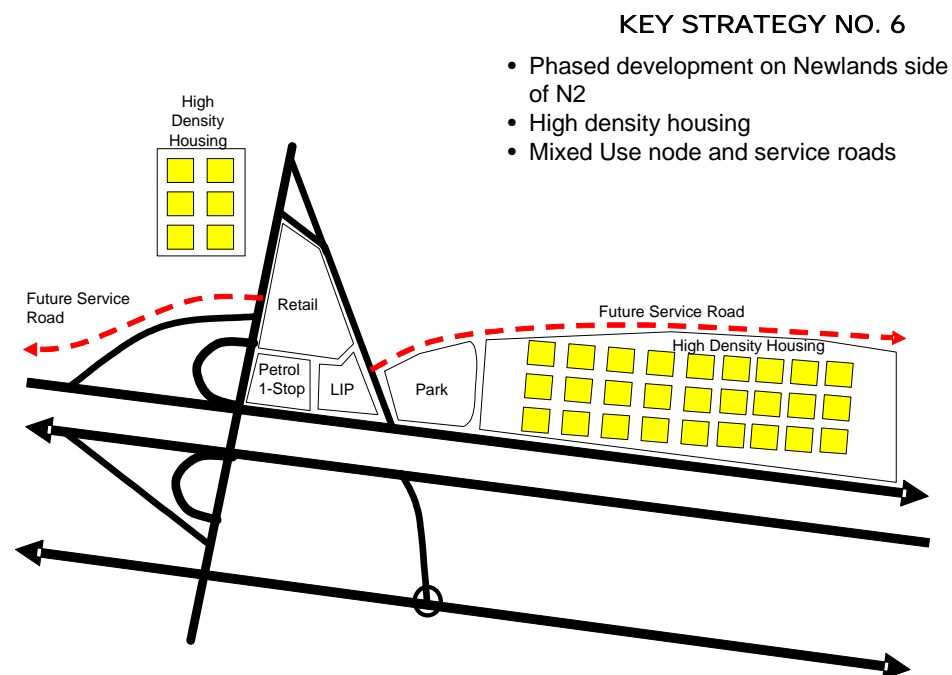 KEY STRATEGY NO. 6
• Phased development on Newlands side
of N2
• High density housing
• Mixed Use node and service roads
High
Density
Housing
Future Service
Road
Retail
Future Service Road
High Density Housing
Petrol
1-Stop
LIP
Park